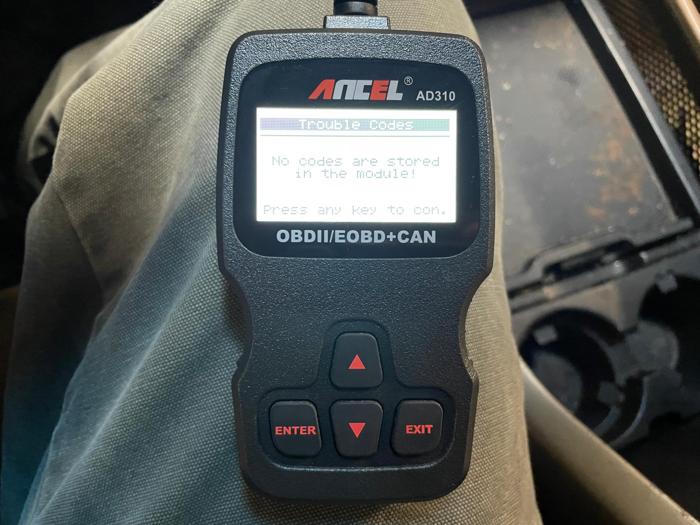 ANCEL® AD310
Trouble Codes
No codes are stored
in the module!
Press any key to con.
OBDII/EOBD+CAN
▲
ENTER ▼ EXIT